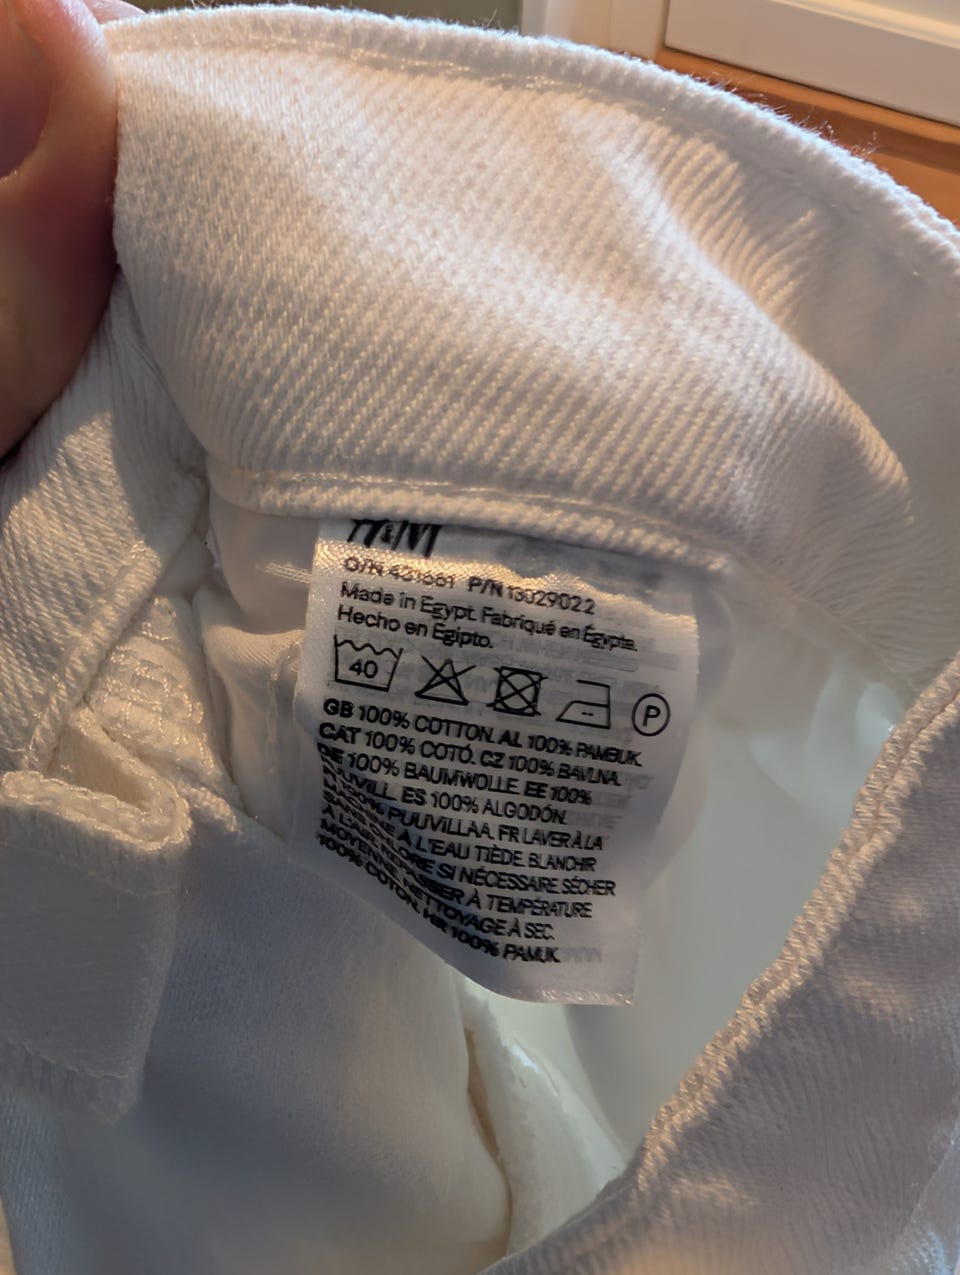 H&M
O/N 431661 P/N 13029022
Made in Egypt. Fabriqué en Égypte.
Hecho en Egipto.
40 P
GB 100% COTTON. AL 100% PAMBUK.
CAT 100% COTÓ. CZ 100% BAVLNA.
DE 100% BAUMWOLLE. EE 100%
PUUVILL. ES 100% ALGODÓN.
100% PUUVILLAA. FR LAVER À LA
À L'EAU TIÈDE. BLANCHIR
SI NÉCESSAIRE. SÉCHER
MOYENNE. À TEMPÉRATURE
NETTOYAGE À SEC.
100% COTON. HR 100% PAMUK.